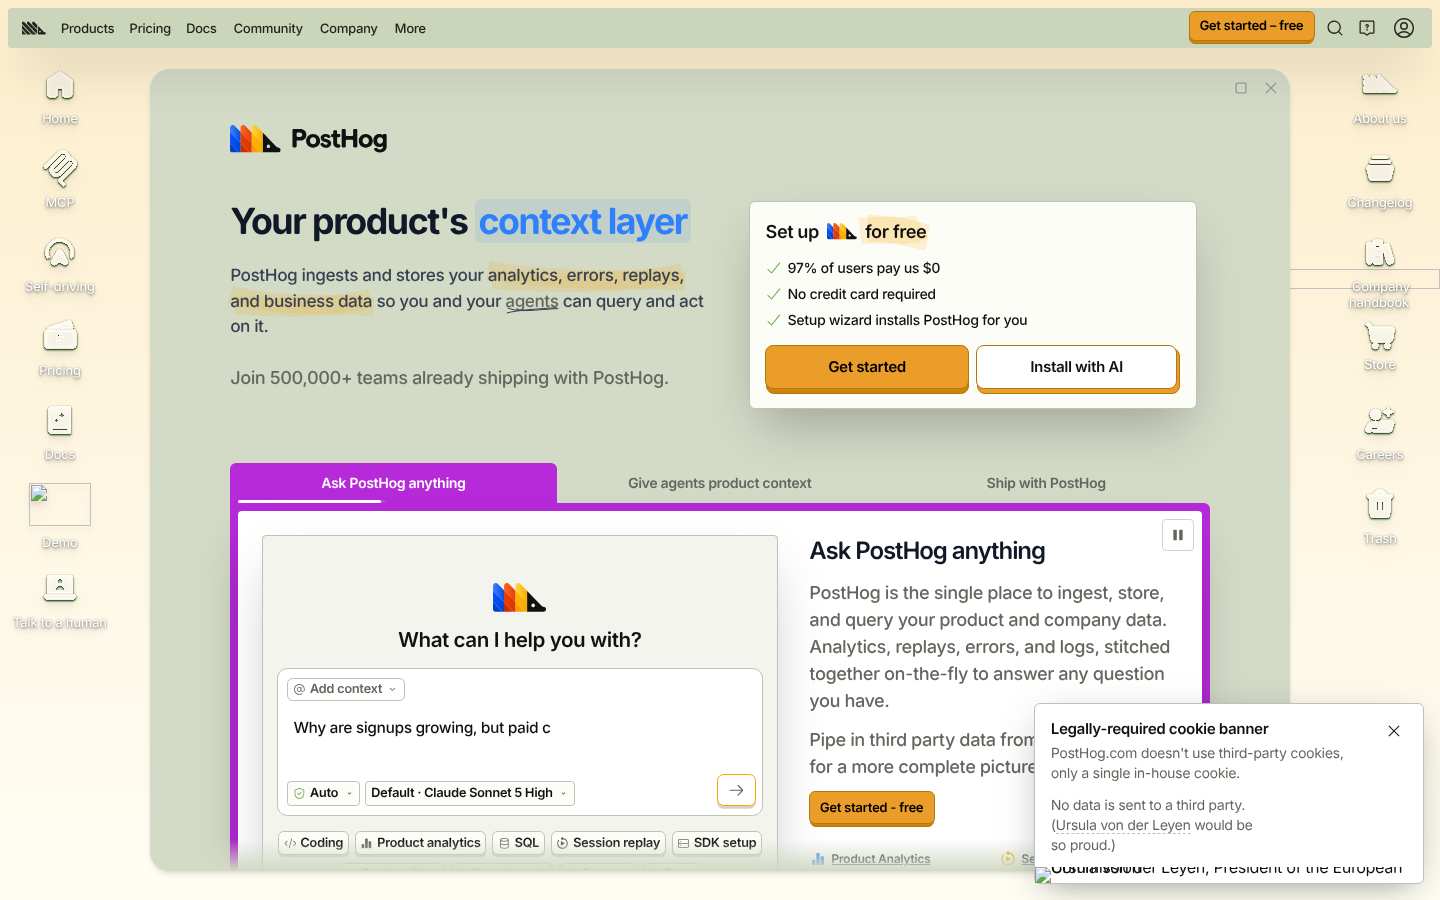 Products Pricing Docs Community Company More
Get started – free
Home
MCP
Self-driving
Pricing
Docs
Demo
Talk to a human
PostHog
Your product's context layer
PostHog ingests and stores your analytics, errors, replays,
and business data so you and your agents can query and act
on it.
Join 500,000+ teams already shipping with PostHog.
Set up for free
97% of users pay us $0
No credit card required
Setup wizard installs PostHog for you
Get started
Install with AI
About us
Changelog
Company
handbook
Store
Careers
Trash
Ask PostHog anything
Give agents product context
Ship with PostHog
What can I help you with?
Add context
Why are signups growing, but paid c
Auto
Default · Claude Sonnet 5 High
Coding
Product analytics
SQL
Session replay
SDK setup
Ask PostHog anything
PostHog is the single place to ingest, store,
and query your product and company data.
Analytics, replays, errors, and logs, stitched
together on-the-fly to answer any question
you have.
Pipe in third party data from
for a more complete picture
Get started - free
Product Analytics
Se
Legally-required cookie banner
PostHog.com doesn't use third-party cookies,
only a single in-house cookie.
No data is sent to a third party.
(Ursula von der Leyen would be
so proud.)
der Leyen, President of the European